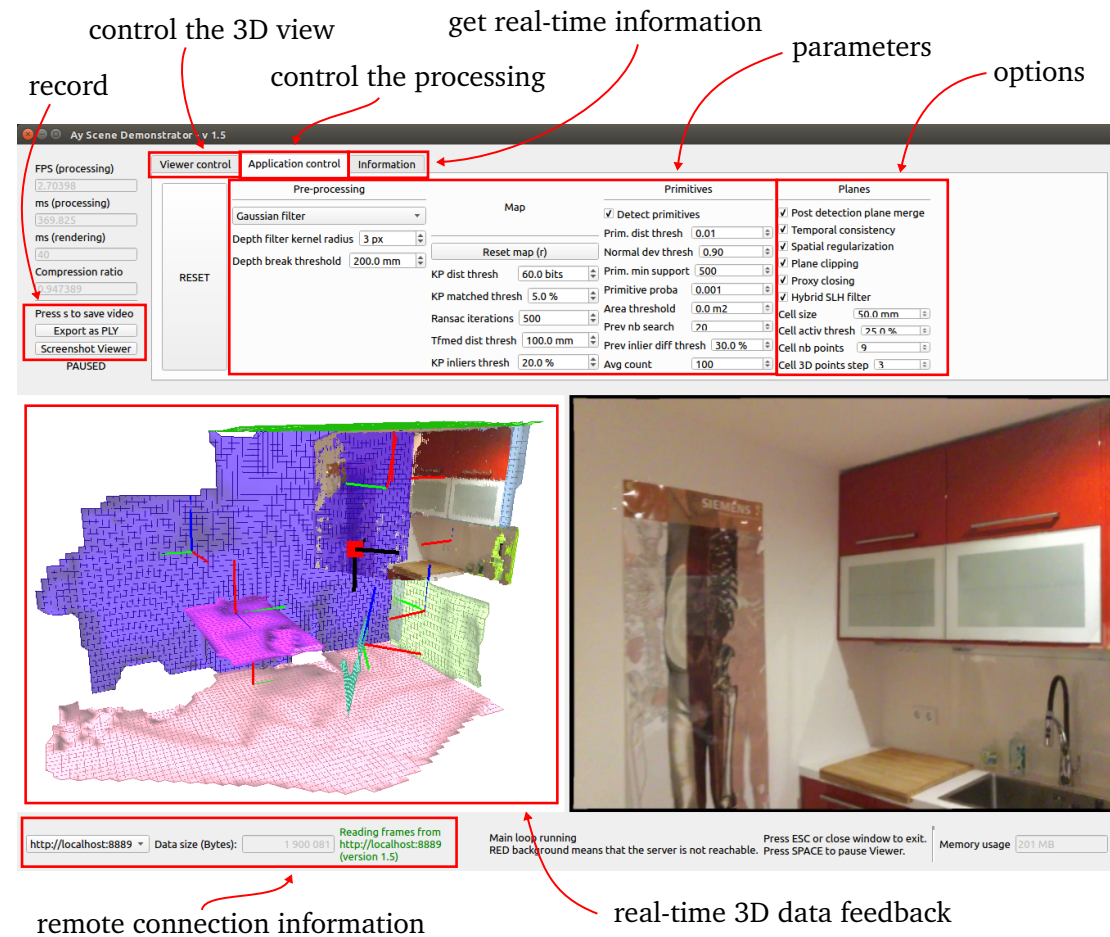 control the 3D view
get real-time information
parameters
record
control the processing
options
Ay Scene Demonstrator - v 1.5
FPS (processing)
2.70398
ms (processing)
369.825
ms (rendering)
40
Compression ratio
0.947389
Press s to save video
Export as PLY
Screenshot Viewer
PAUSED
Viewer control
Application control
Information
RESET
Pre-processing
Gaussian filter
Depth filter kernel radius 3 px
Depth break threshold 200.0 mm
Map
Reset map (r)
KP dist thresh 60.0 bits
KP matched thresh 5.0 %
Ransac iterations 500
Tfmed dist thresh 100.0 mm
KP inliers thresh 20.0 %
Primitives
Detect primitives
Prim. dist thresh 0.01
Normal dev thresh 0.90
Prim. min support 500
Primitive proba 0.001
Area threshold 0.0 m2
Prev nb search 20
Prev inlier diff thresh 30.0 %
Avg count 100
Planes
Post detection plane merge
Temporal consistency
Spatial regularization
Plane clipping
Proxy closing
Hybrid SLH filter
Cell size 50.0 mm
Cell activ thresh 25.0 %
Cell nb points 9
Cell 3D points step 3
SIEMENS
http://localhost:8889
Data size (Bytes): 1 900 081
Reading frames from
http://localhost:8889
(version 1.5)
Main loop running
RED background means that the server is not reachable.
Press ESC or close window to exit.
Press SPACE to pause Viewer.
Memory usage 201 MB
remote connection information
real-time 3D data feedback